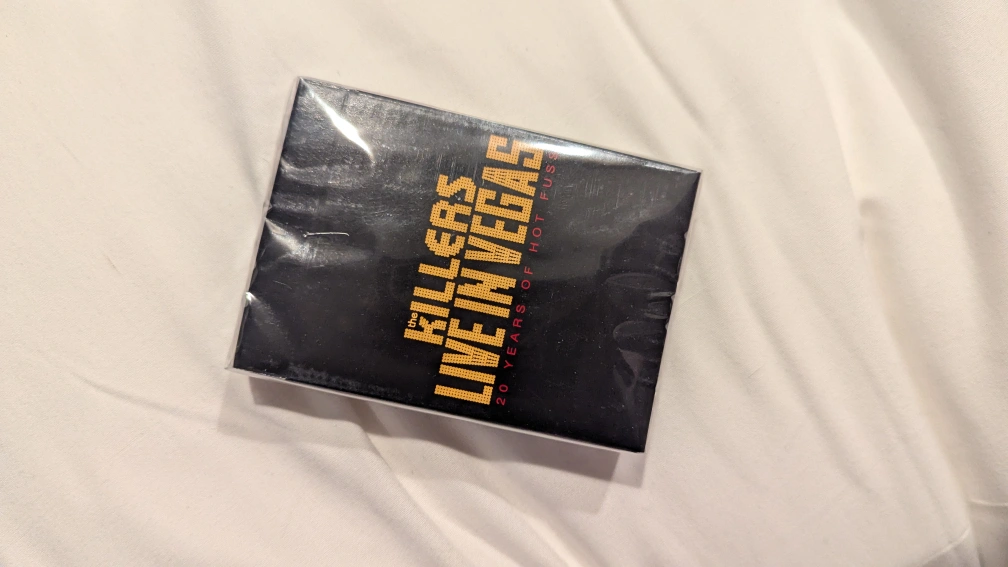 the KILLERS
LIVE IN VEGAS
20 YEARS OF HOT FUSS